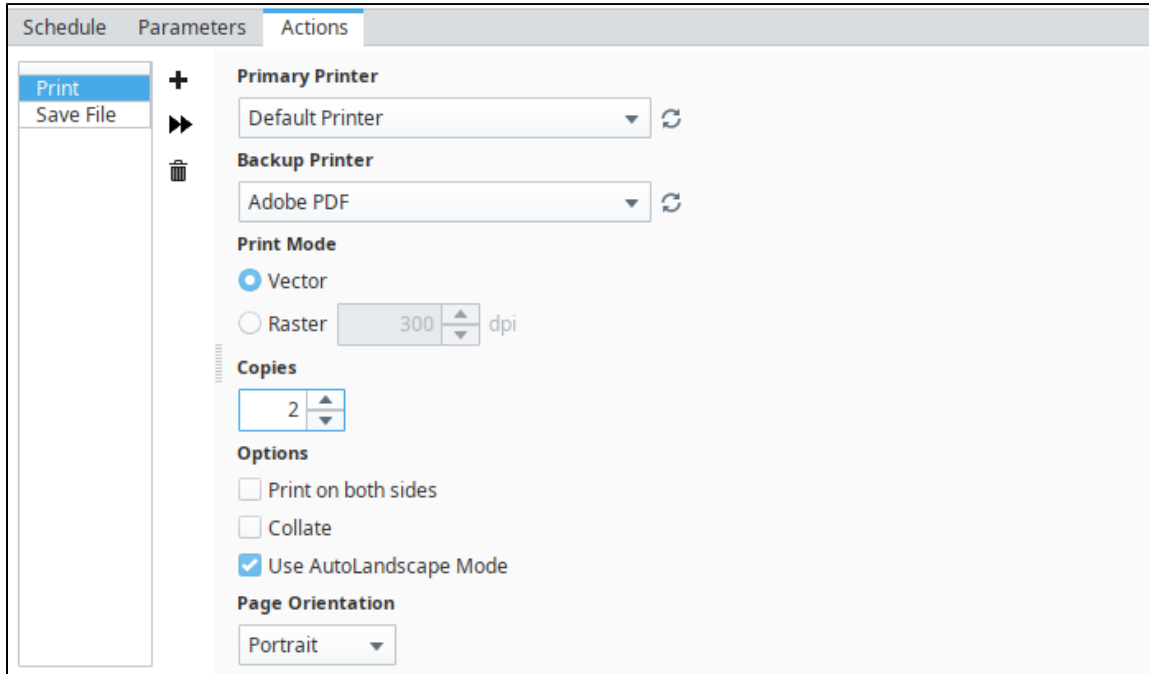 Schedule Parameters Actions
Print
Save File
Primary Printer
Default Printer
Backup Printer
Adobe PDF
Print Mode
Vector
Raster 300 dpi
Copies
2
Options
Print on both sides
Collate
Use AutoLandscape Mode
Page Orientation
Portrait